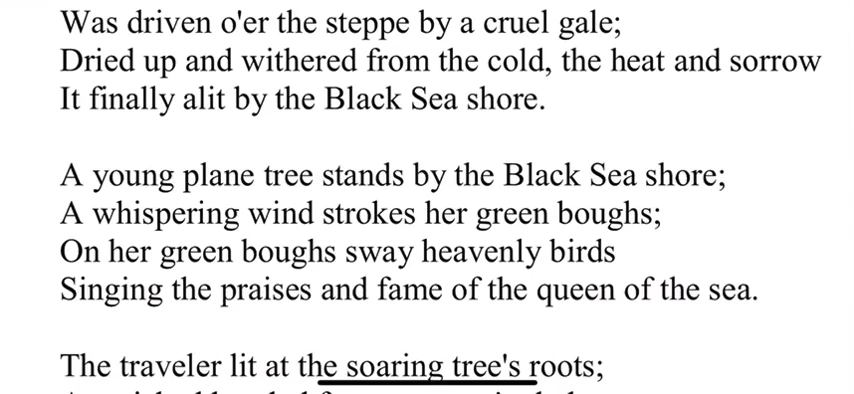 Was driven o'er the steppe by a cruel gale;
Dried up and withered from the cold, the heat and sorrow
It finally alit by the Black Sea shore.
A young plane tree stands by the Black Sea shore;
A whispering wind strokes her green boughs;
On her green boughs sway heavenly birds
Singing the praises and fame of the queen of the sea.
The traveler lit at the soaring tree's roots;